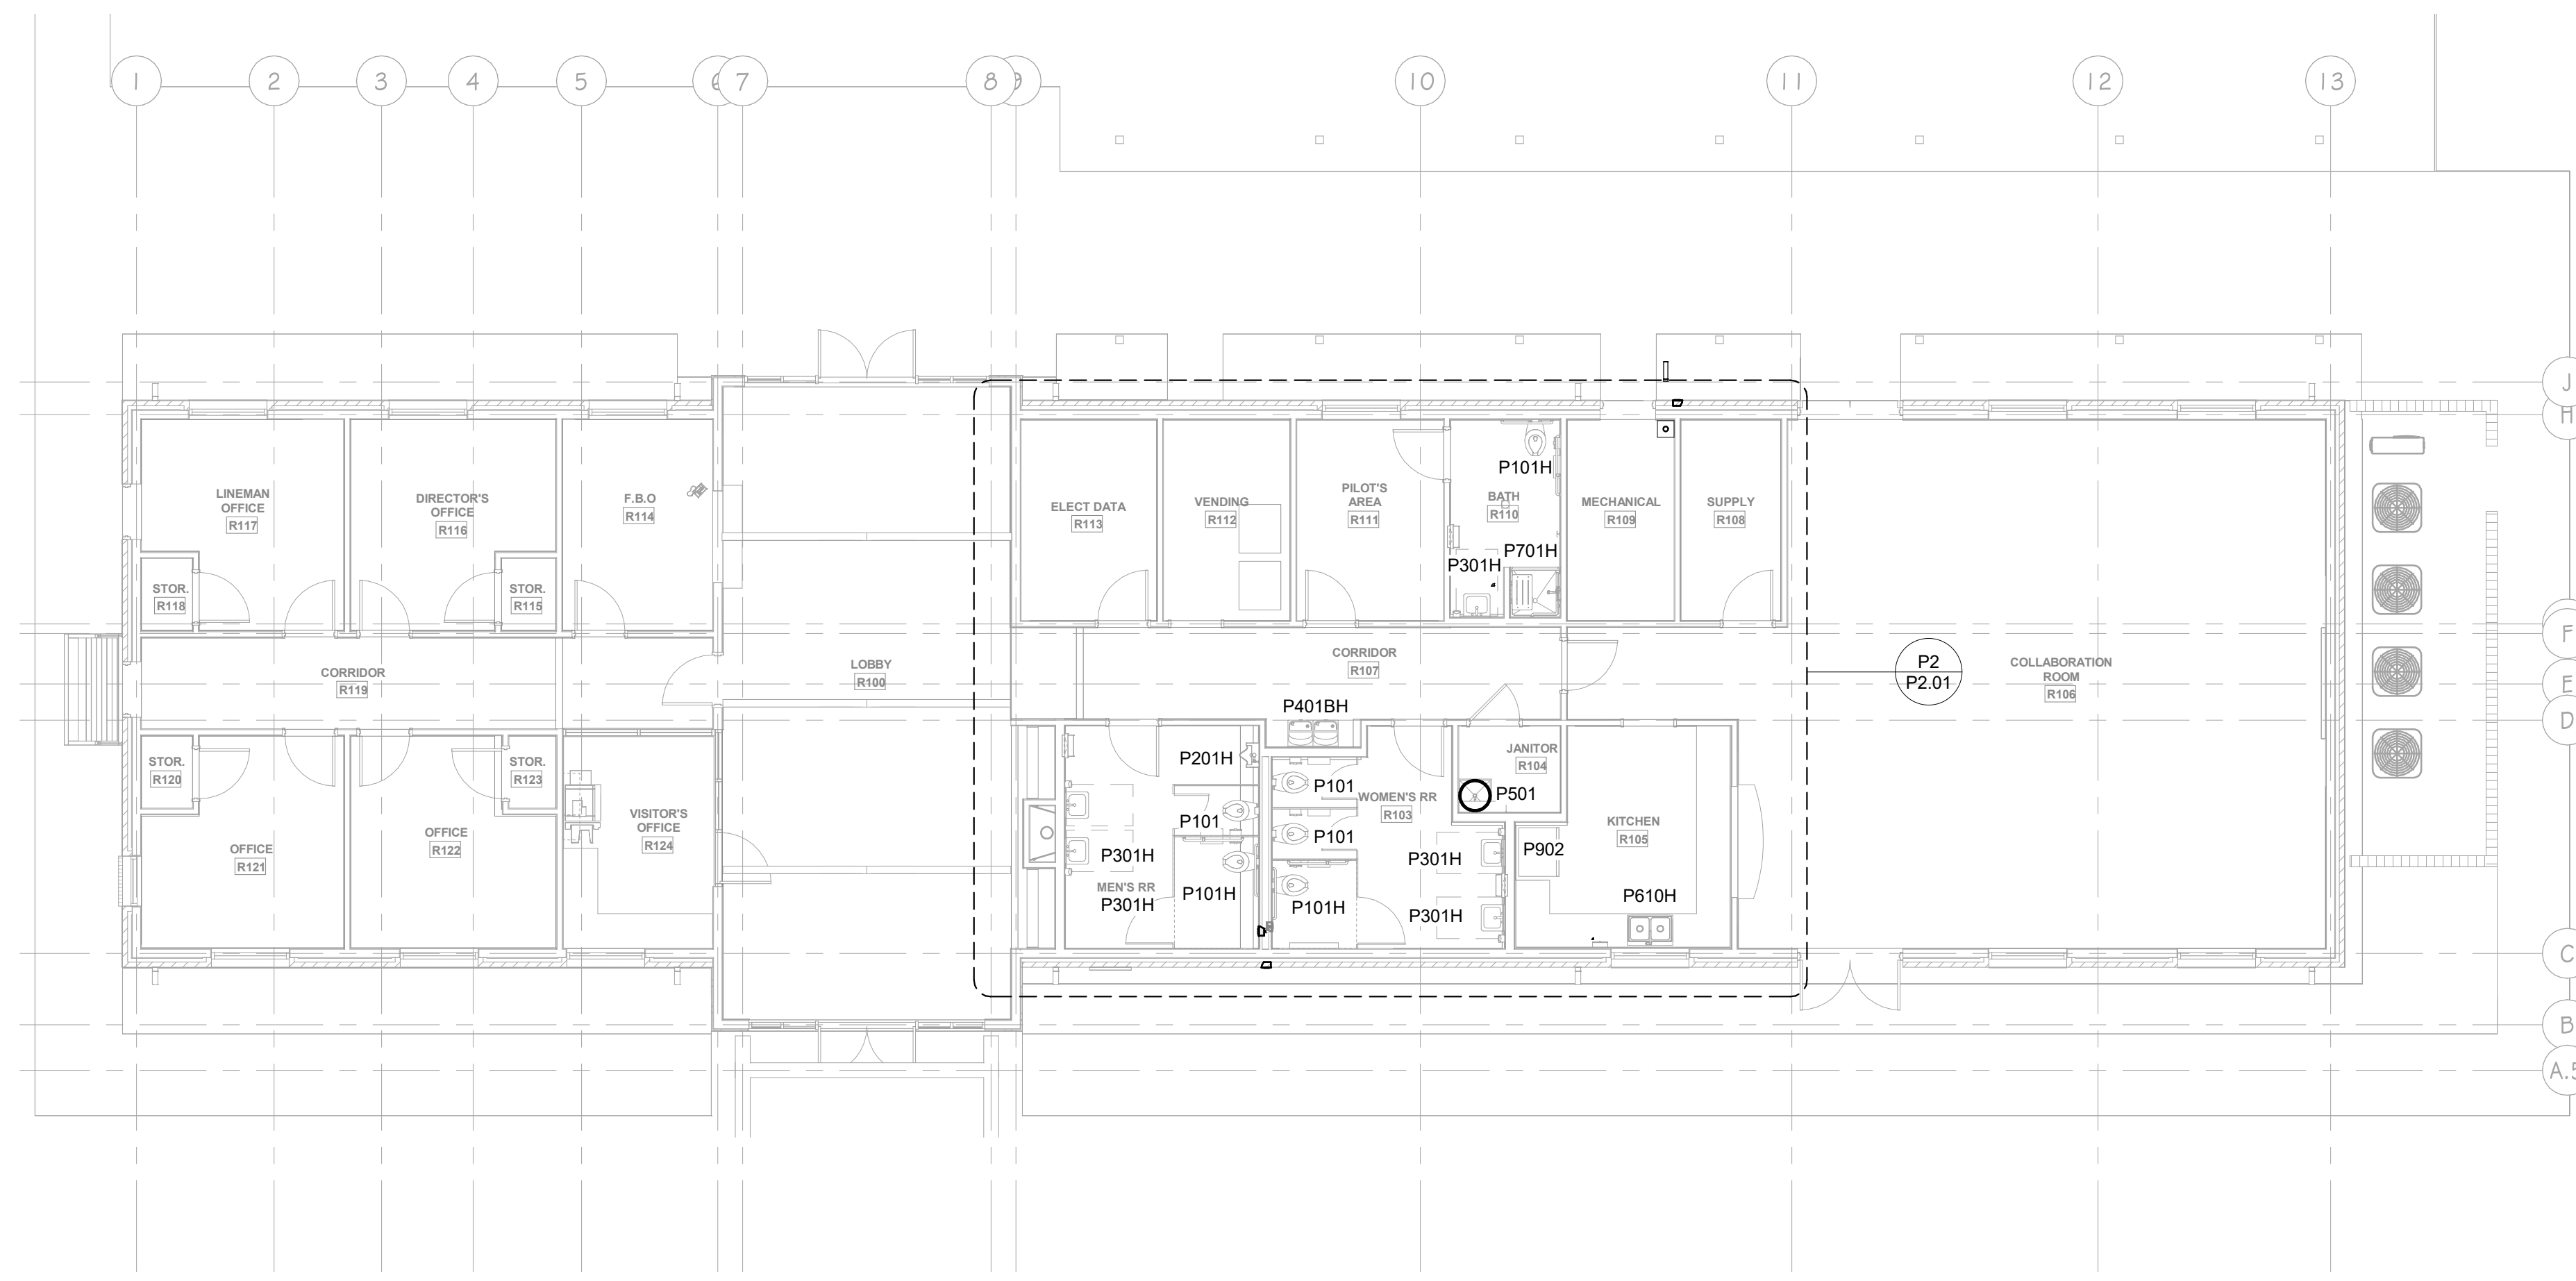 1
2
3
4
5
6
7
8
9
10
11
12
13
J
H
LINEMAN
OFFICE
R117
DIRECTOR'S
OFFICE
R116
F.B.O
R114
ELECT DATA
R113
VENDING
R112
PILOT'S
AREA
R111
P101H
BATH
R110
P701H
P301H
MECHANICAL
R109
SUPPLY
R108
STOR.
R118
STOR.
R115
F
CORRIDOR
R119
LOBBY
R100
CORRIDOR
R107
P2
P2.01
COLLABORATION
ROOM
R106
E
P401BH
D
STOR.
R120
STOR.
R123
P201H
JANITOR
R104
P101
WOMEN'S RR
R103
P501
P101
P101
VISITOR'S
OFFICE
R124
OFFICE
R122
OFFICE
R121
KITCHEN
R105
P902
P301H
P301H
MEN'S RR
P301H
P101H
P101H
P301H
P610H
C
B
A.5